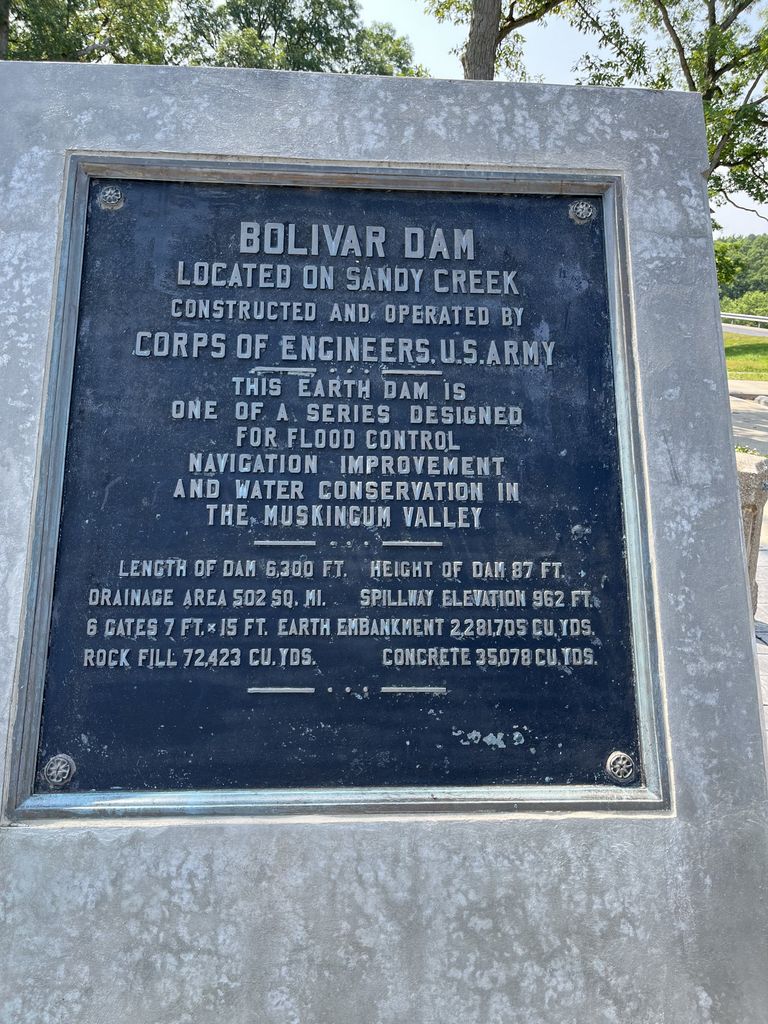 BOLIVAR DAM
LOCATED ON SANDY CREEK
CONSTRUCTED AND OPERATED BY
CORPS OF ENGINEERS, U.S. ARMY
THIS EARTH DAM IS
ONE OF A SERIES DESIGNED
FOR FLOOD CONTROL
NAVIGATION IMPROVEMENT
AND WATER CONSERVATION IN
THE MUSKINGUM VALLEY
LENGTH OF DAM 6,300 FT. HEIGHT OF DAM 87 FT.
DRAINAGE AREA 502 SQ. MI. SPILLWAY ELEVATION 962 FT.
6 GATES 7 FT. × 15 FT. EARTH EMBANKMENT 2,281,705 CU. YDS.
ROCK FILL 72,423 CU. YDS. CONCRETE 35,078 CU. YDS.